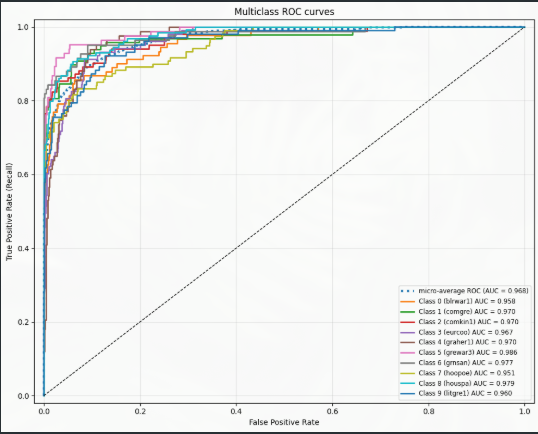 Multiclass ROC curves
True Positive Rate (Recall)
1.0
0.8
0.6
0.4
0.2
0.0
micro-average ROC (AUC = 0.968)
Class 0 (blrwar1) AUC = 0.958
Class 1 (comgre) AUC = 0.970
Class 2 (comkin1) AUC = 0.970
Class 3 (eurcoo) AUC = 0.967
Class 4 (graher1) AUC = 0.970
Class 5 (grewar3) AUC = 0.986
Class 6 (grnsan) AUC = 0.977
Class 7 (hoopoe) AUC = 0.951
Class 8 (houspa) AUC = 0.979
Class 9 (litgre1) AUC = 0.960
0.0 0.2 0.4 0.6 0.8 1.0
False Positive Rate